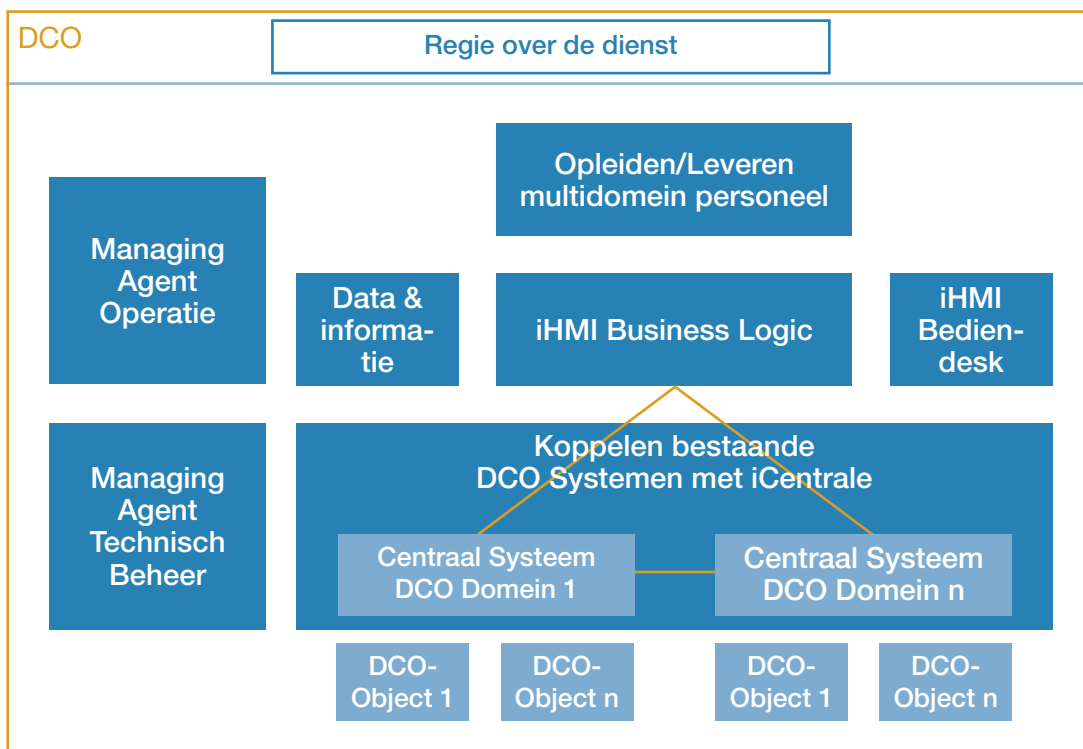 DCO
Regie over de dienst
Opleiden/Leveren
multidomein personeel
Managing
Agent
Operatie
Data &
informa-
tie
iHMI Business Logic
iHMI
Bedien-
desk
Managing
Agent
Technisch
Beheer
Koppelen bestaande
DCO Systemen met iCentrale
Centraal Systeem
DCO Domein 1
Centraal Systeem
DCO Domein n
DCO-
Object 1
DCO-
Object n
DCO-
Object 1
DCO-
Object n